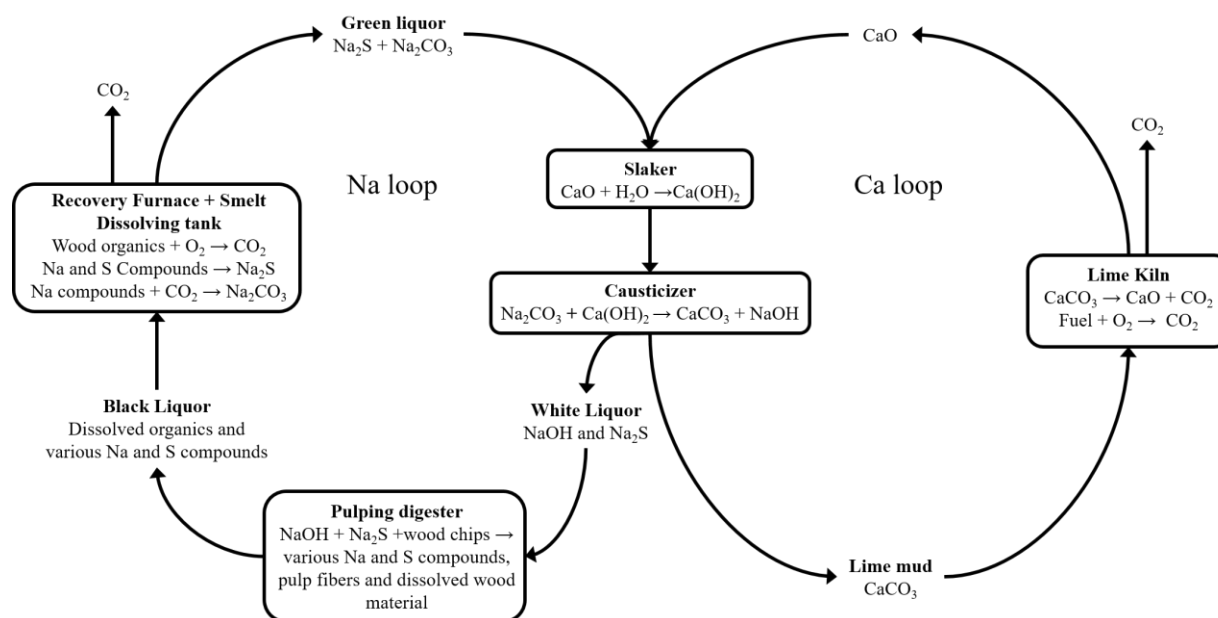 Green liquor
Na₂S + Na₂CO₃
CaO
CO₂
CO₂
Slaker
CaO + H₂O →Ca(OH)₂
Na loop
Ca loop
Recovery Furnace + Smelt
Dissolving tank
Wood organics + O₂ → CO₂
Na and S Compounds → Na₂S
Na compounds + CO₂ → Na₂CO₃
Causticizer
Na₂CO₃ + Ca(OH)₂ → CaCO₃ + NaOH
Lime Kiln
CaCO₃ → CaO + CO₂
Fuel + O₂ → CO₂
Black Liquor
Dissolved organics and
various Na and S compounds
White Liquor
NaOH and Na₂S
Pulping digester
NaOH + Na₂S +wood chips →
various Na and S compounds,
pulp fibers and dissolved wood
material
Lime mud
CaCO₃